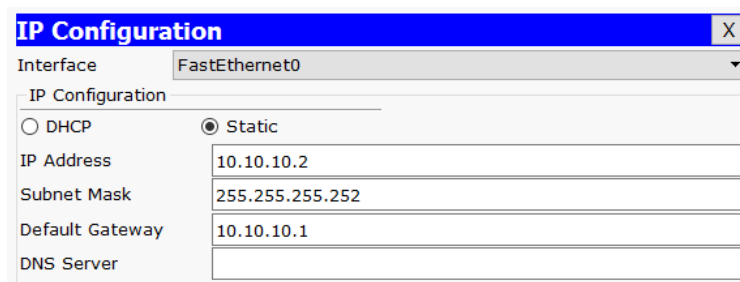 IP Configuration X
Interface FastEthernet0
IP Configuration
DHCP Static
IP Address 10.10.10.2
Subnet Mask 255.255.255.252
Default Gateway 10.10.10.1
DNS Server